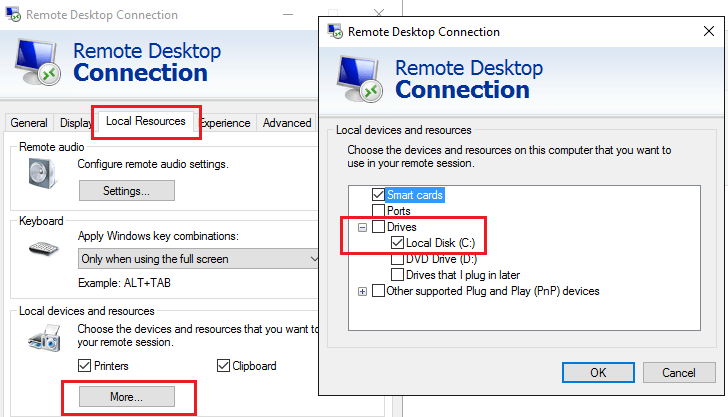 Remote Desktop Connection
Remote Desktop
Connection
General
Display
Local Resources
Experience
Advanced
Remote audio
Configure remote audio settings.
Settings...
Keyboard
Apply Windows key combinations:
Only when using the full screen
Example: ALT+TAB
Local devices and resources
Choose the devices and resources that you want to
your remote session.
Printers
Clipboard
More...
Remote Desktop Connection
Remote Desktop
Connection
Local devices and resources
Choose the devices and resources on this computer that you want to
use in your remote session.
Smart cards
Ports
Drives
Local Disk (C:)
DVD Drive (D:)
Drives that I plug in later
Other supported Plug and Play (PnP) devices
OK
Cancel